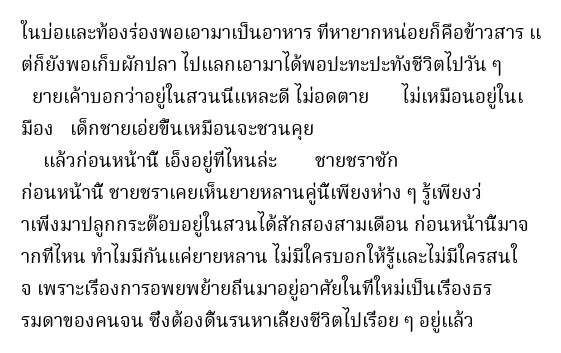 ในบ่อและท้องร่องพอเอามาเป็นอาหาร ที่หายากหน่อยก็คือข้าวสาร แ
ต่ก็ยังพอเก็บผักปลา ไปแลกเอามาได้พอปะทะปะทังชีวิตไปวัน ๆ
ยายเค้าบอกว่าอยู่ในสวนนี่แหละดี ไม่อดตาย ไม่เหมือนอยู่ในเ
มือง เด็กชายเอ่ยขึ้นเหมือนจะชวนคุย
แล้วก่อนหน้านี้ เอ็งอยู่ที่ไหนล่ะ ชายชราซัก
ก่อนหน้านี้ ชายชราเคยเห็นยายหลานคู่นี้เพียงห่าง ๆ รู้เพียงว่
าเพิ่งมาปลูกกระต๊อบอยู่ในสวนได้สักสองสามเดือน ก่อนหน้านี้มาจ
ากที่ไหน ทำไมมีกันแค่ยายหลาน ไม่มีใครบอกให้รู้และไม่มีใครสนใ
จ เพราะเรื่องการอพยพย้ายถิ่นมาอยู่อาศัยในที่ใหม่เป็นเรื่องธร
รมดาของคนจน ซึ่งต้องดิ้นรนหาเลี้ยงชีวิตไปเรื่อย ๆ อยู่แล้ว